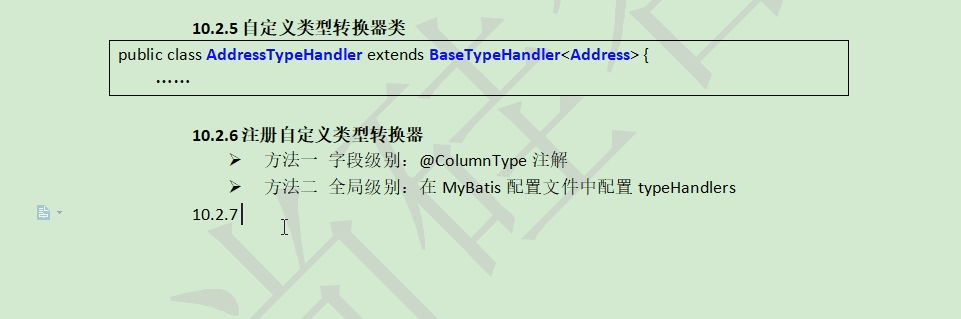 10.2.5 自定义类型转换器类
public class AddressTypeHandler extends BaseTypeHandler<Address> {
……
10.2.6 注册自定义类型转换器
➢ 方法一 字段级别：@ColumnType 注解
➢ 方法二 全局级别：在 MyBatis 配置文件中配置 typeHandlers
10.2.7